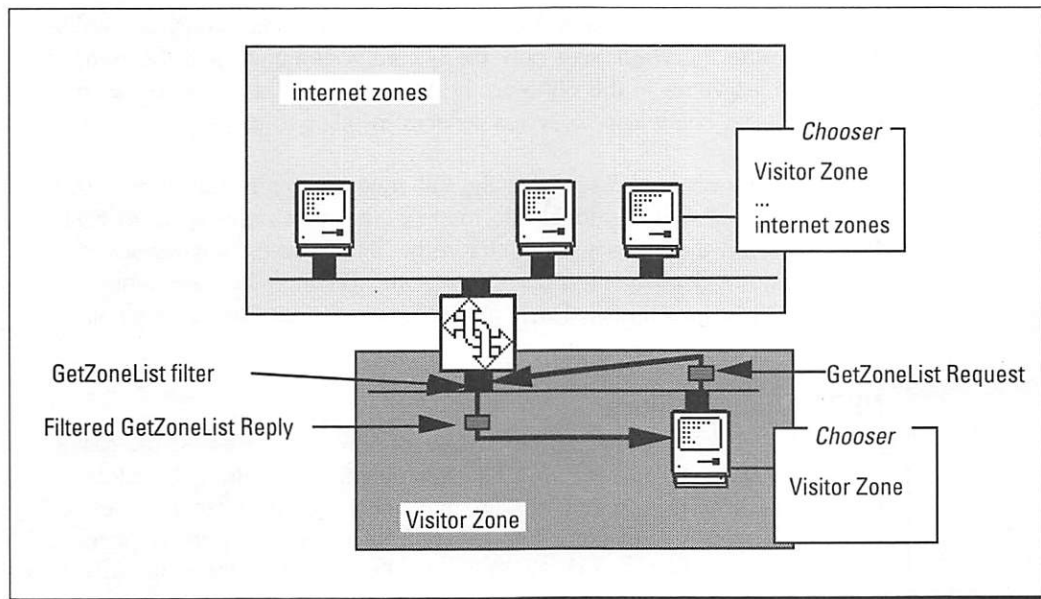 internet zones
Chooser
Visitor Zone
...
internet zones
GetZoneList filter
GetZoneList Request
Filtered GetZoneList Reply
Chooser
Visitor Zone
Visitor Zone